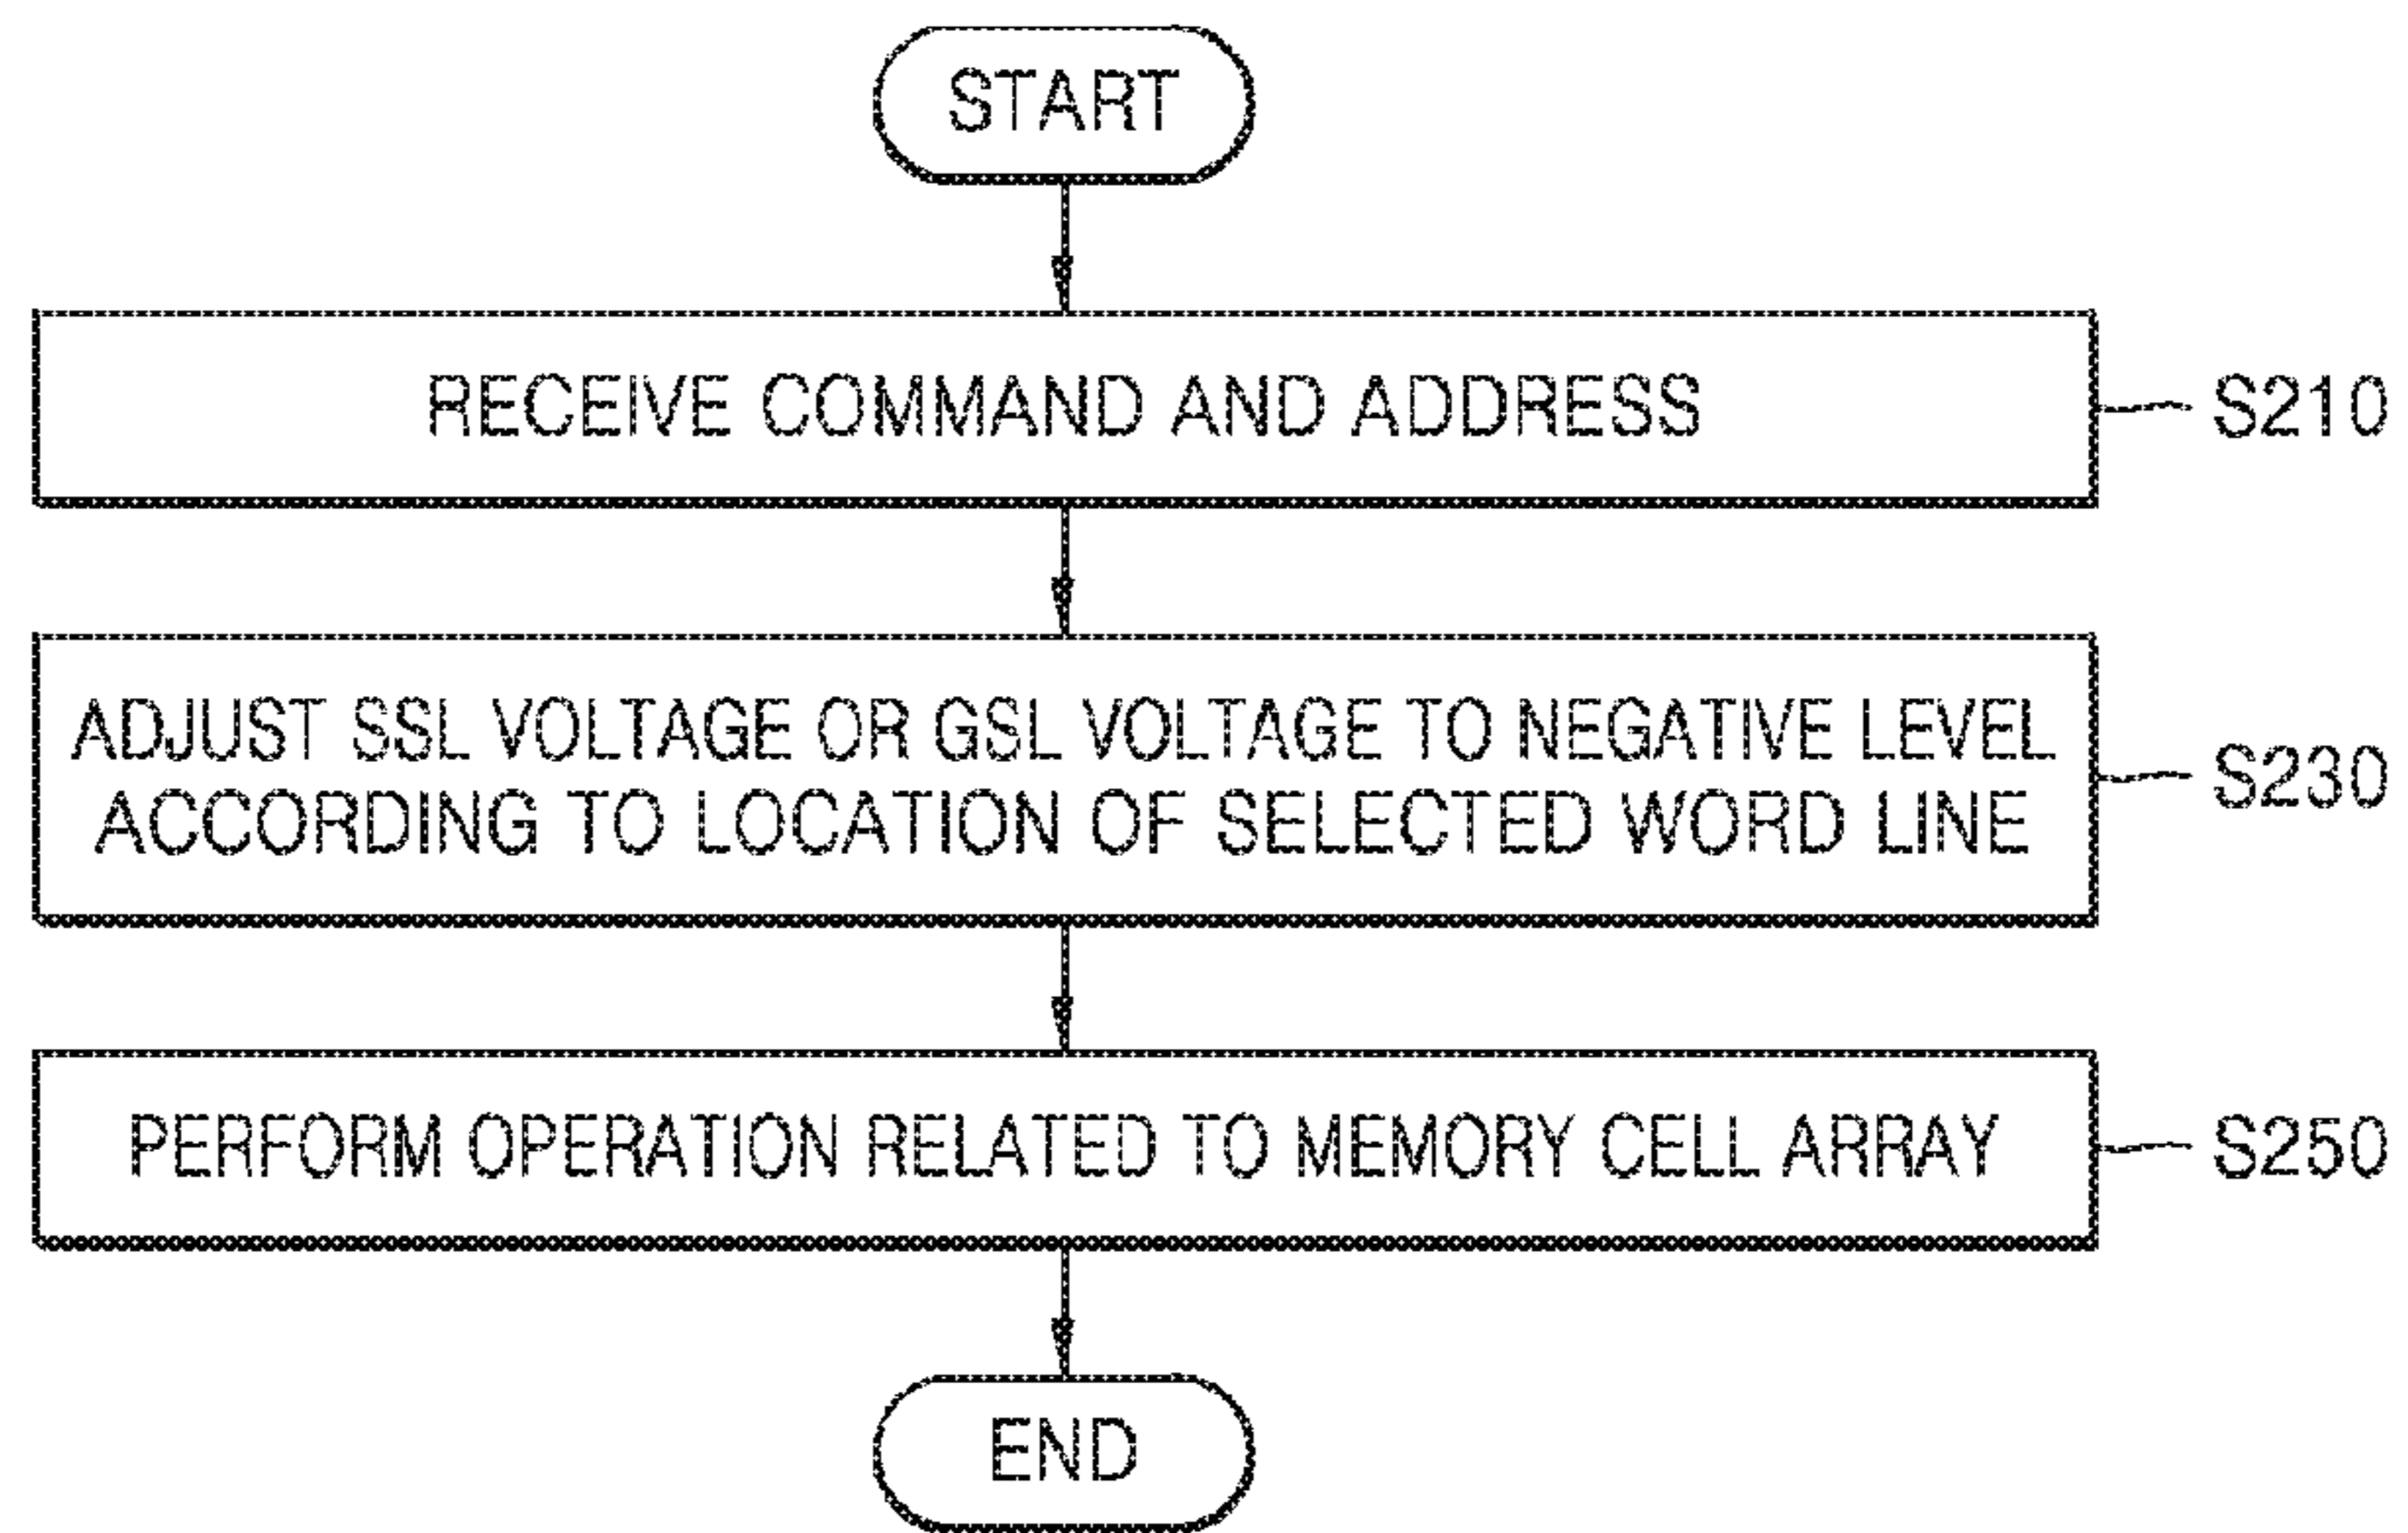 START
RECEIVE COMMAND AND ADDRESS
S210
ADJUST SSL VOLTAGE OR GSL VOLTAGE TO NEGATIVE LEVEL
ACCORDING TO LOCATION OF SELECTED WORD LINE
S230
PERFORM OPERATION RELATED TO MEMORY CELL ARRAY
S250
END